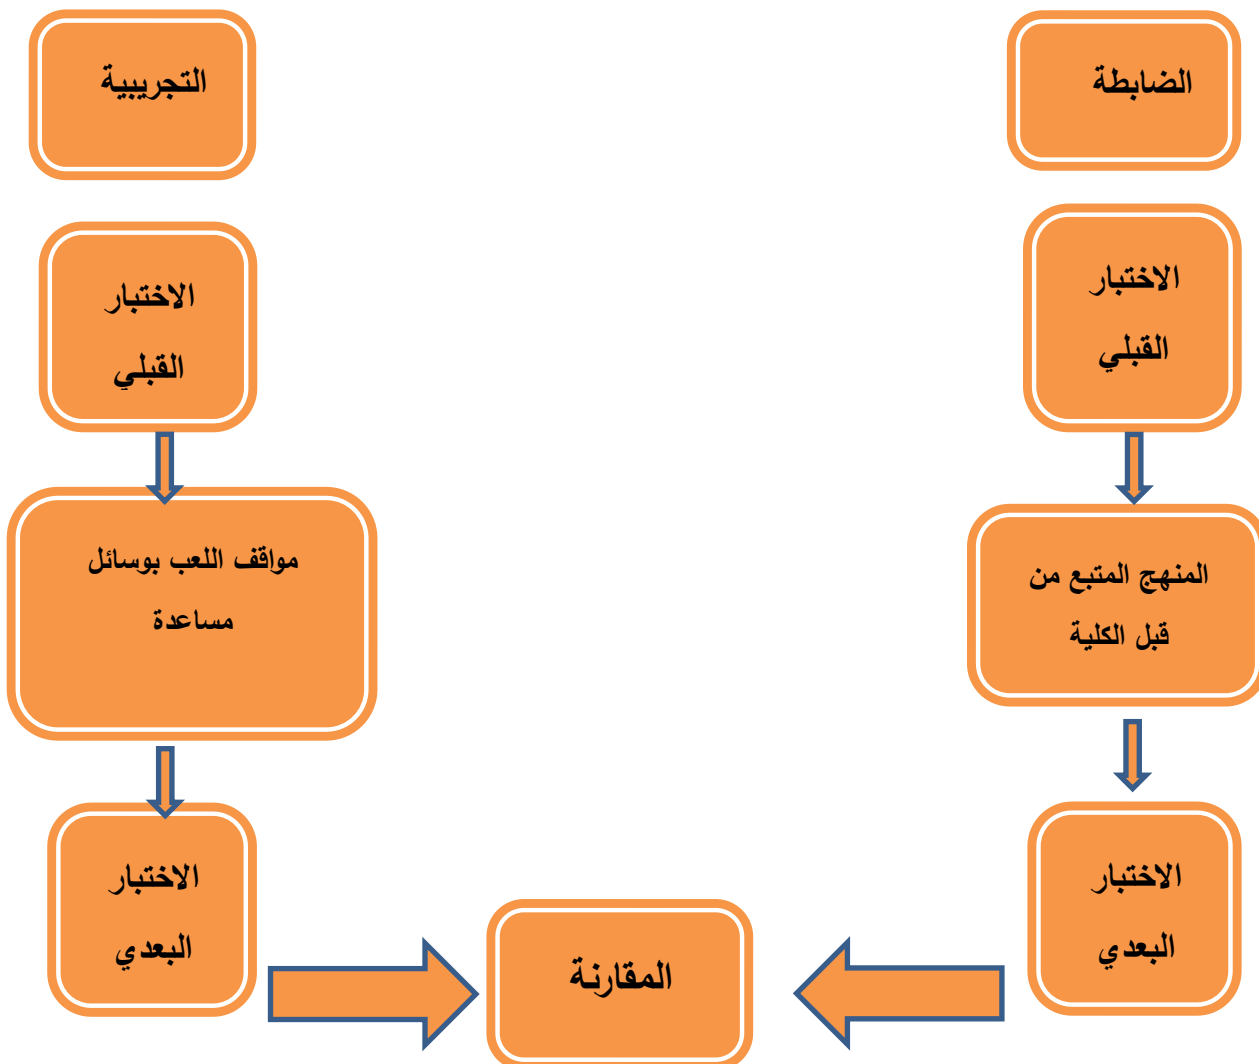 الضابطة
التجريبية
الاختبار
القبلي
الاختبار
القبلي
المنهج المتبع من
قبل الكلية
مواقف اللعب بوسائل
مساعدة
الاختبار
البعدي
الاختبار
البعدي
المقارنة